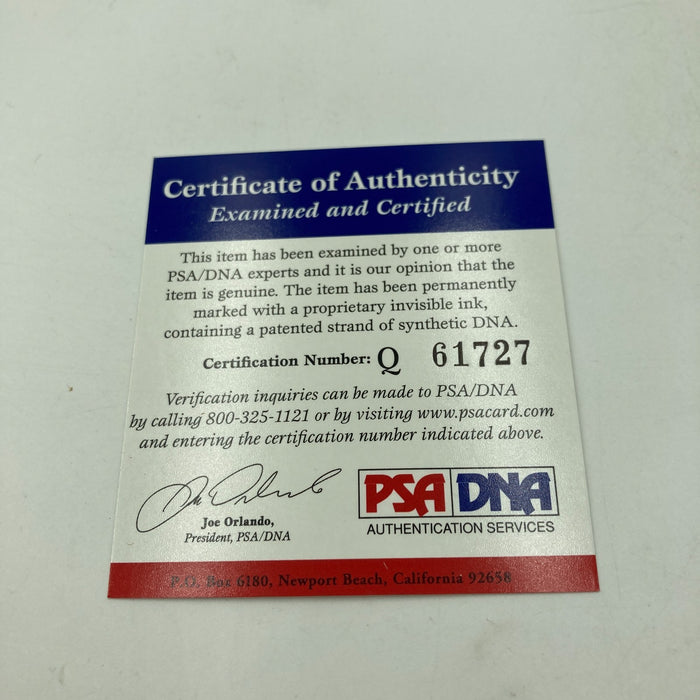 Certificate of Authenticity
Examined and Certified
This item has been examined by one or more
PSA/DNA experts and it is our opinion that the
item is genuine. The item has been permanently
marked with a proprietary invisible ink,
containing a patented strand of synthetic DNA.
Certification Number: Q 61727
Verification inquiries can be made to PSA/DNA
by calling 800-325-1121 or by visiting www.psacard.com
and entering the certification number indicated above.
Joe Orlando,
President, PSA/DNA
PSA DNA
AUTHENTICATION SERVICES
P.O. Box 6180, Newport Beach, California 92658